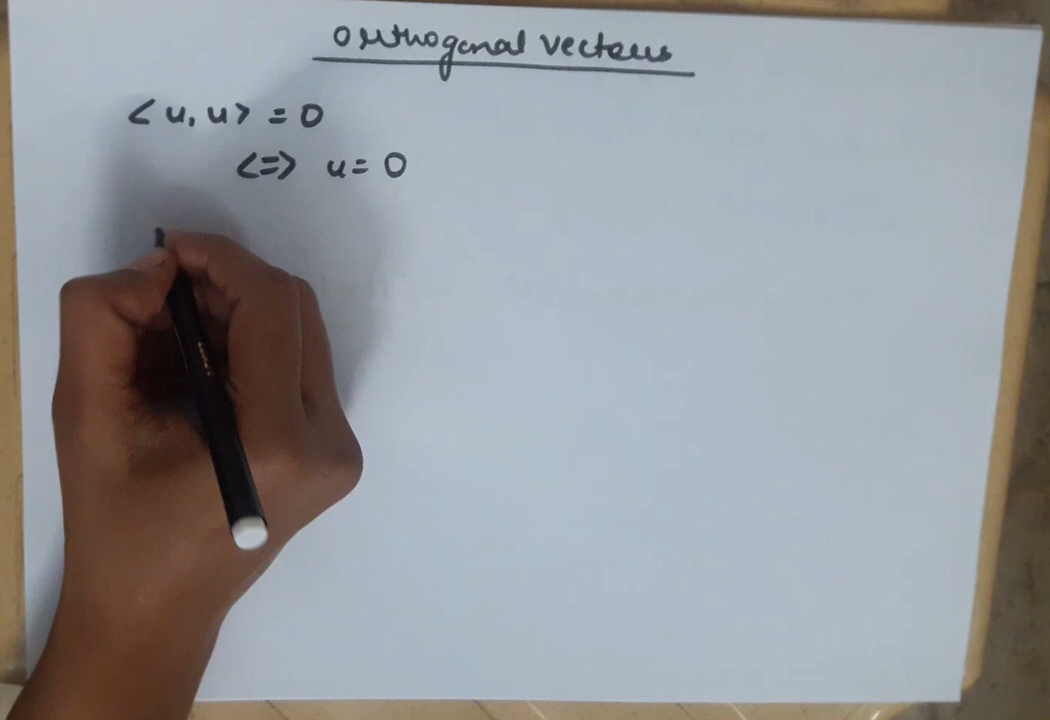 Orthogonal vectors
< u, u > = 0
<=> u = 0